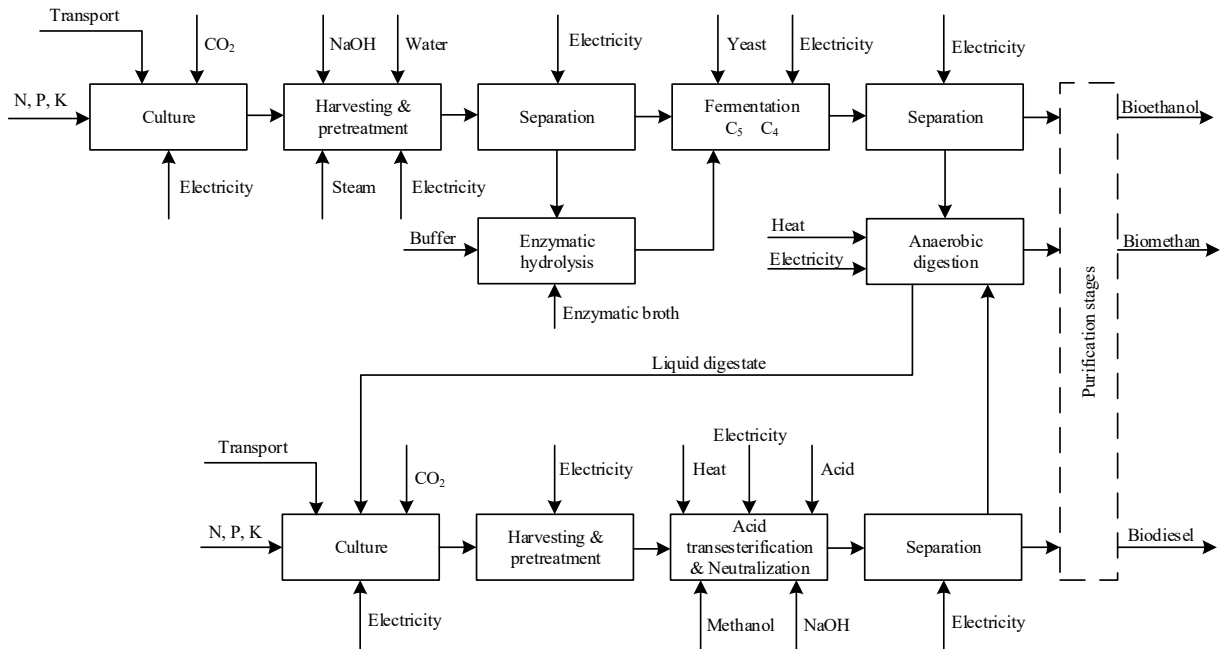 Transport
CO₂
NaOH
Water
Electricity
Yeast
Electricity
Electricity
N, P, K
Culture
Harvesting &
pretreatment
Separation
Fermentation
C₅ C₄
Separation
Bioethanol
Electricity
Steam
Electricity
Buffer
Enzymatic
hydrolysis
Heat
Electricity
Anaerobic
digestion
Biomethan
Enzymatic broth
Purification stages
Liquid digestate
Transport
CO₂
Electricity
Heat
Electricity
Acid
N, P, K
Culture
Harvesting &
pretreatment
Acid
transesterification
& Neutralization
Separation
Biodiesel
Electricity
Methanol
NaOH
Electricity